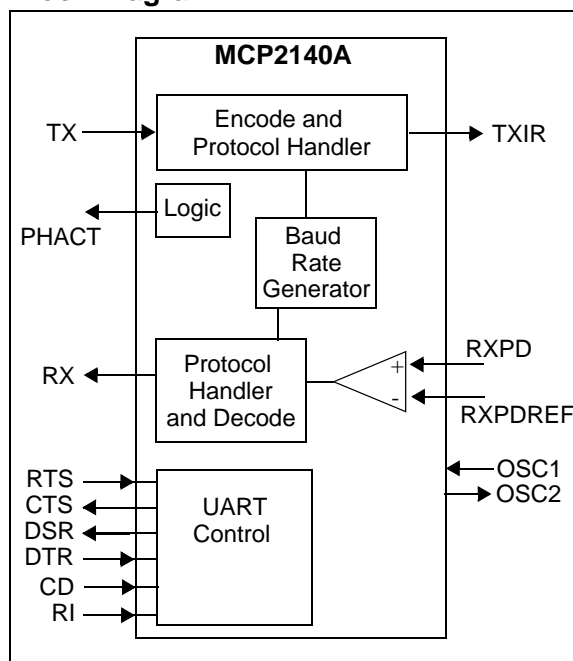 MCP2140A
TX
Encode and
Protocol Handler
TXIR
Logic
PHACT
Baud
Rate
Generator
RX
Protocol
Handler
and Decode
+
-
RXPD
RXPDREF
RTS
CTS
DSR
DTR
CD
RI
UART
Control
OSC1
OSC2